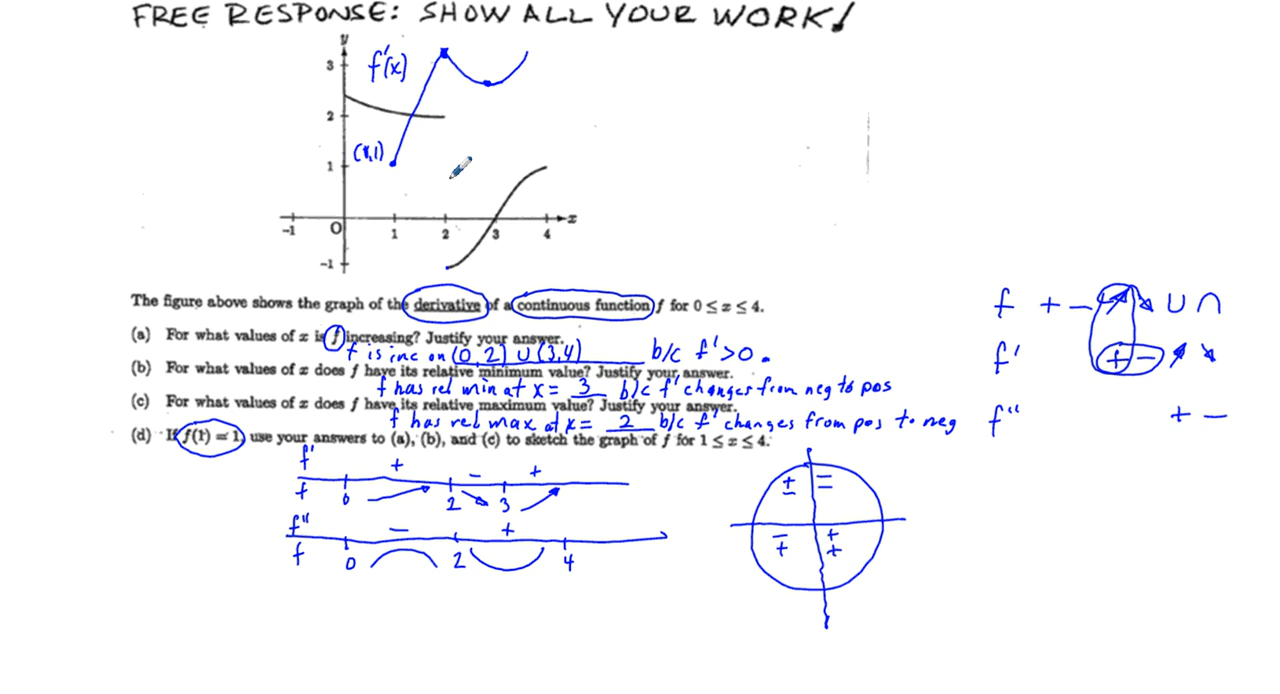 FREE RESPONSE: SHOW ALL YOUR WORK!
y
3
f'(x)
2
(1,1)
1
-1 O 1 2 3 4 x
-1
The figure above shows the graph of the derivative of a continuous function f for 0 ≤ x ≤ 4.
(a) For what values of x is f increasing? Justify your answer.
f is inc on (0,2) ∪ (3,4) b/c f' > 0.
(b) For what values of x does f have its relative minimum value? Justify your answer.
f has rel min at x = 3 b/c f' changes from neg to pos
(c) For what values of x does f have its relative maximum value? Justify your answer.
f has rel max at x = 2 b/c f' changes from pos to neg
(d) If f(1) = 1, use your answers to (a), (b), and (c) to sketch the graph of f for 1 ≤ x ≤ 4.
f + - ↗ ↘ ∪ ∩
f' + - ↗ ↘
f" + -
f' + - +
f 0 2 3
f" - +
f 0 2 4
+ -
- -
- +
+ +